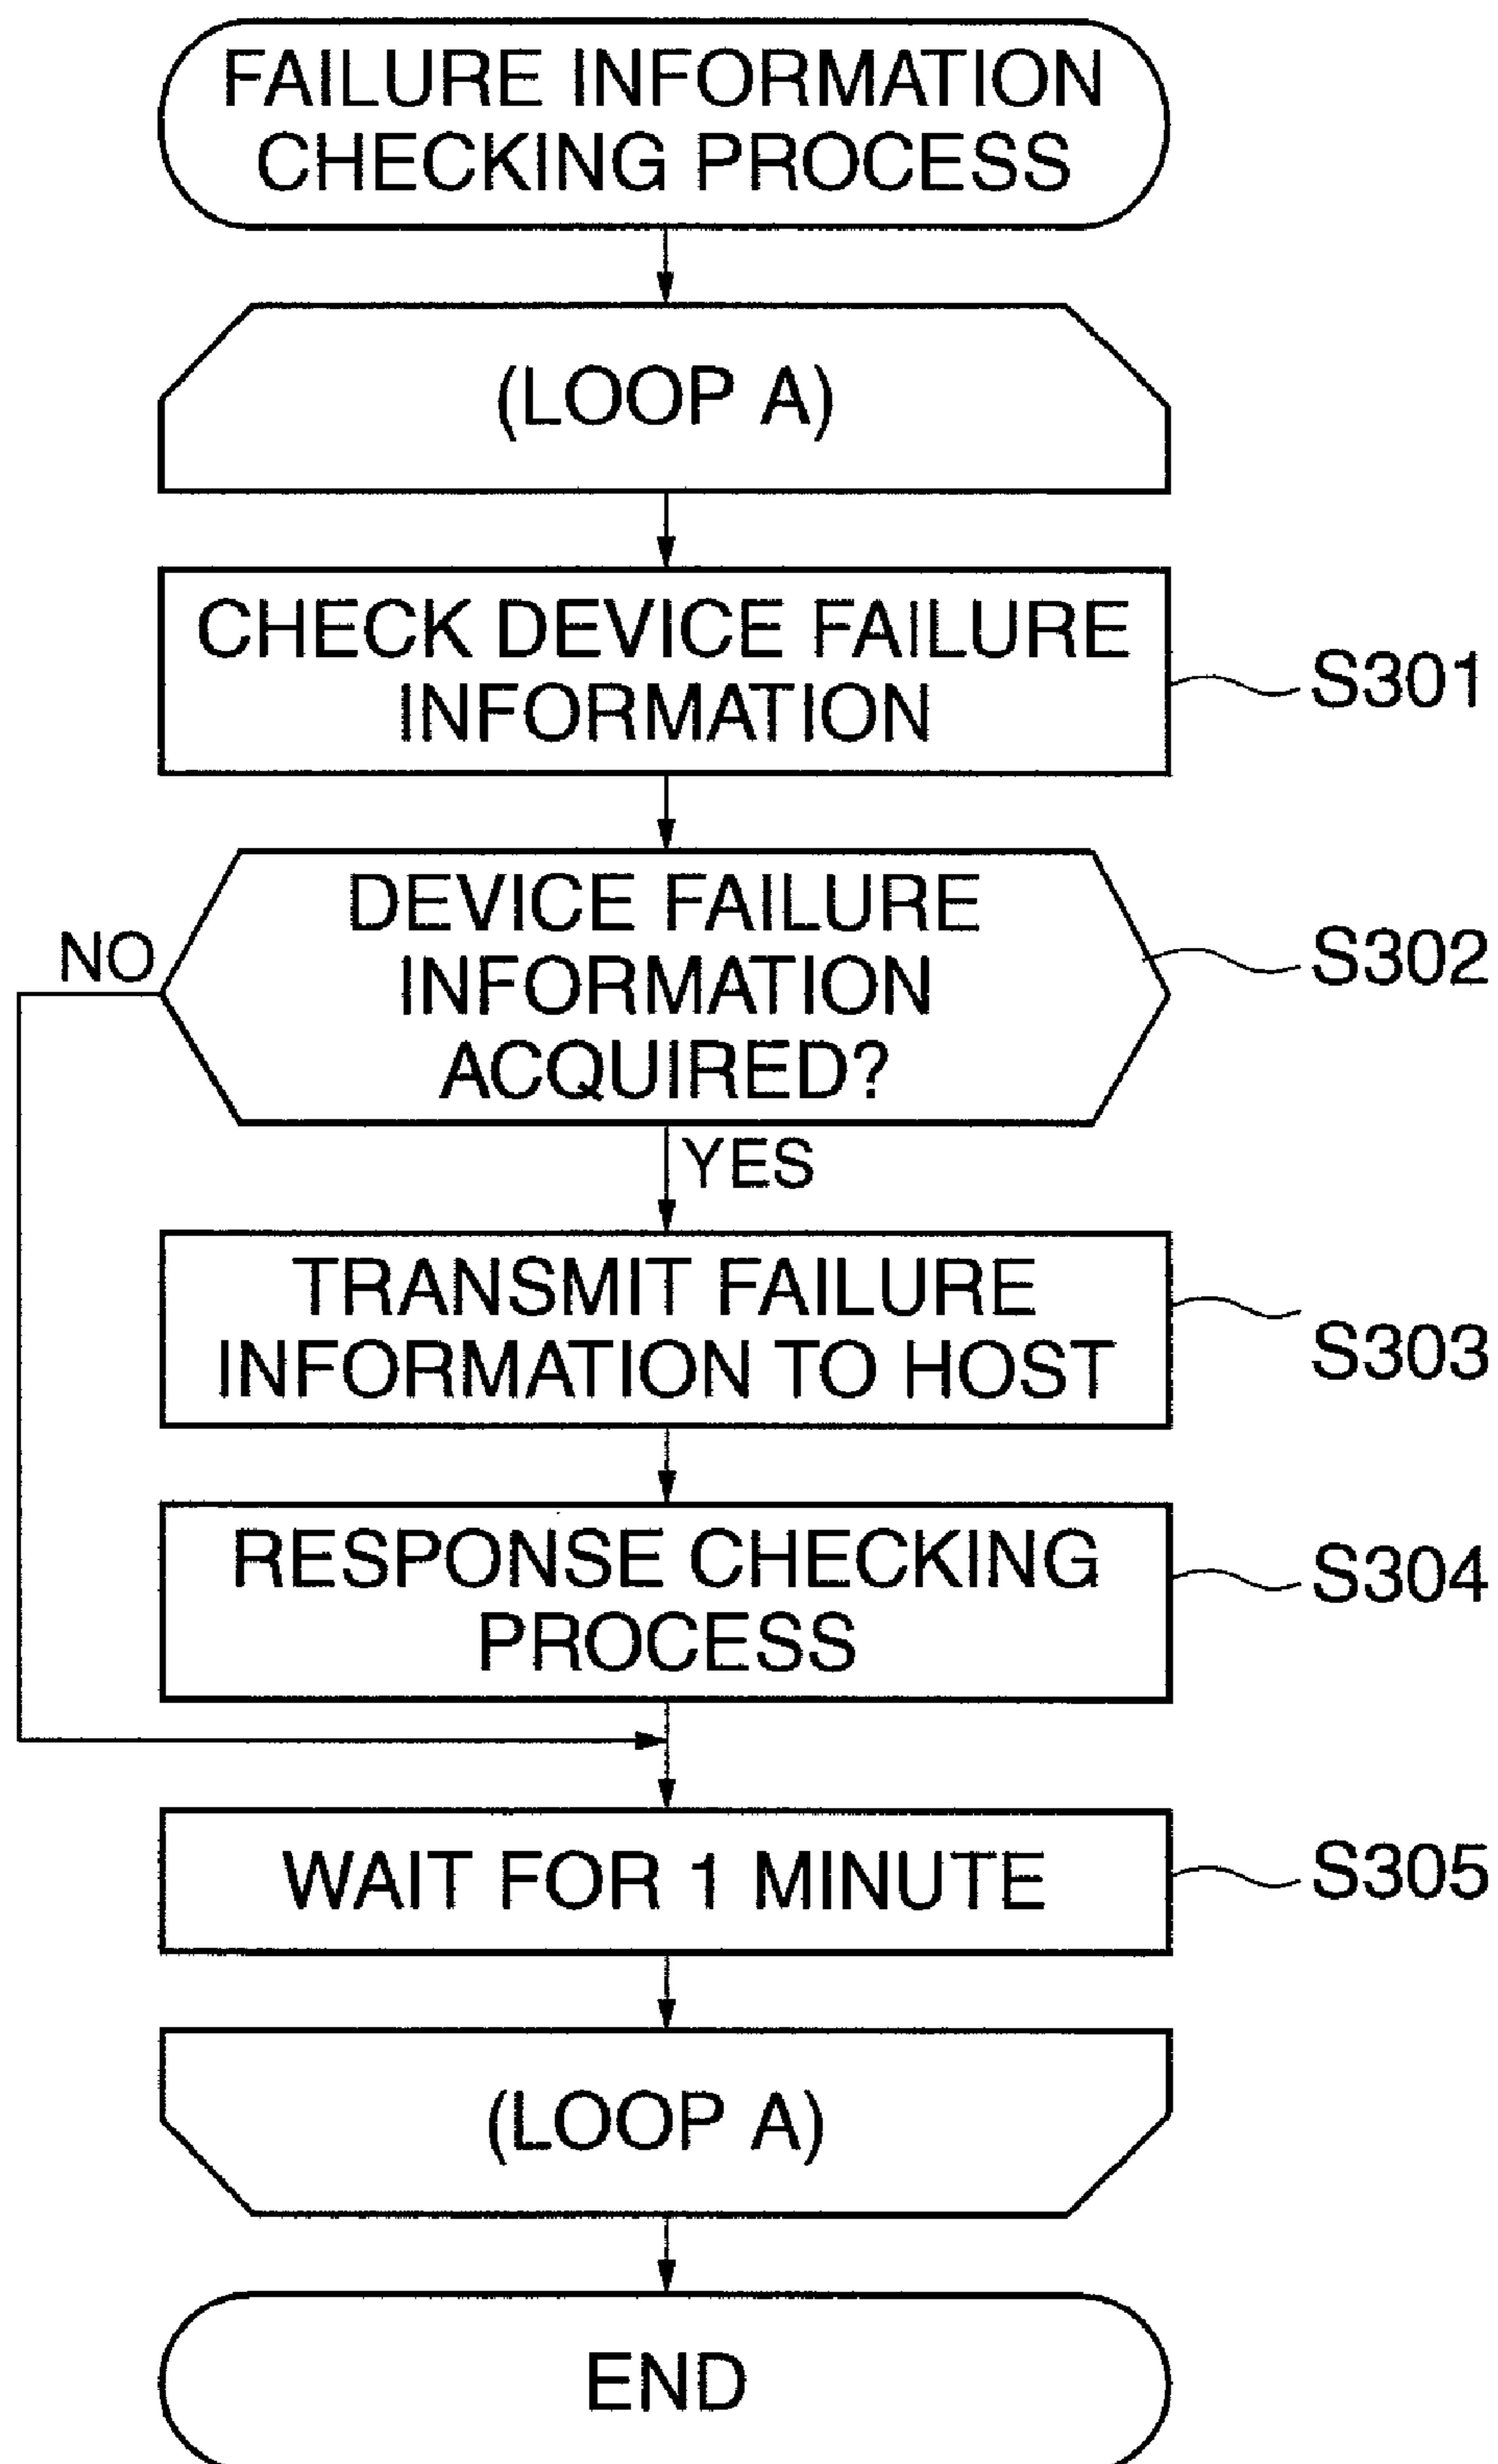 FAILURE INFORMATION
CHECKING PROCESS
(LOOP A)
CHECK DEVICE FAILURE
INFORMATION
S301
DEVICE FAILURE
INFORMATION
ACQUIRED?
S302
NO
YES
TRANSMIT FAILURE
INFORMATION TO HOST
S303
RESPONSE CHECKING
PROCESS
S304
WAIT FOR 1 MINUTE
S305
(LOOP A)
END